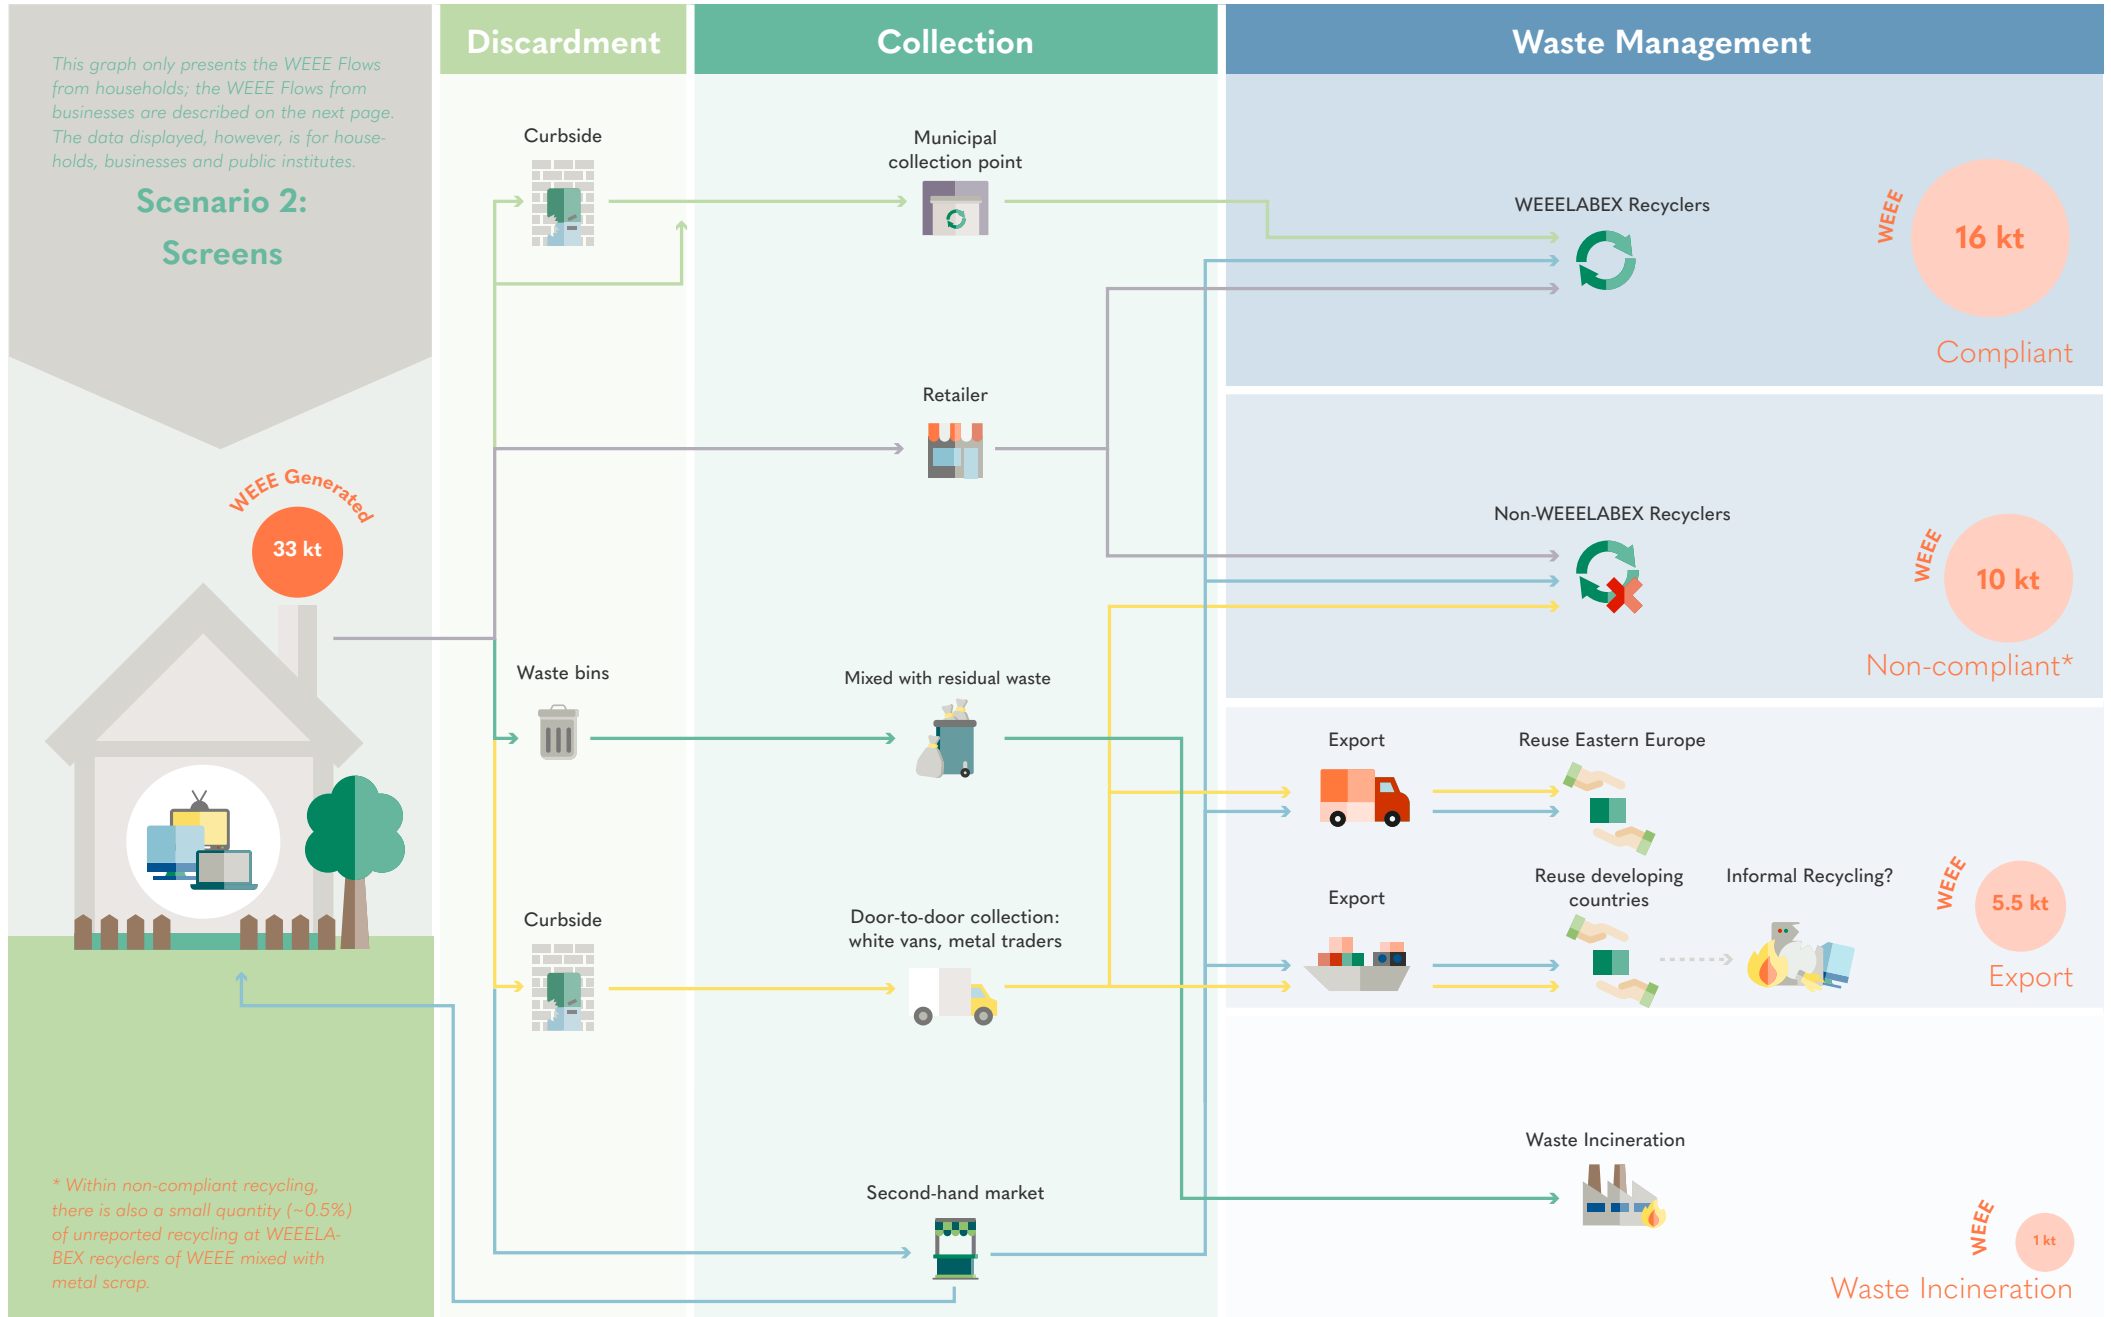 This graph only presents the WEEE Flows
from households; the WEEE Flows from
businesses are described on the next page.
The data displayed, however, is for house-
holds, businesses and public institutes.
Scenario 2:
Screens
WEEE Generated
33 kt
* Within non-compliant recycling,
there is also a small quantity (~0.5%)
of unreported recycling at WEEELA-
BEX recyclers of WEEE mixed with
metal scrap.
Discardment
Curbside
Waste bins
Curbside
Collection
Municipal
collection point
Retailer
Mixed with residual waste
Door-to-door collection:
white vans, metal traders
Second-hand market
Waste Management
WEEELABEX Recyclers
WEEE
16 kt
Compliant
Non-WEEELABEX Recyclers
WEEE
10 kt
Non-compliant*
Export
Reuse Eastern Europe
Export
Reuse developing
countries
Informal Recycling?
WEEE
5.5 kt
Export
Waste Incineration
WEEE
1 kt
Waste Incineration